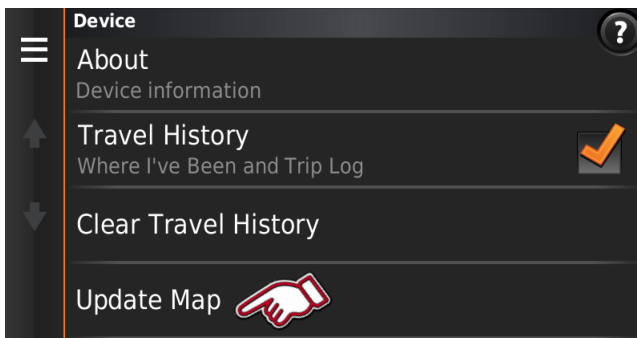 Device
?
About
Device information
Travel History
Where I've Been and Trip Log
Clear Travel History
Update Map